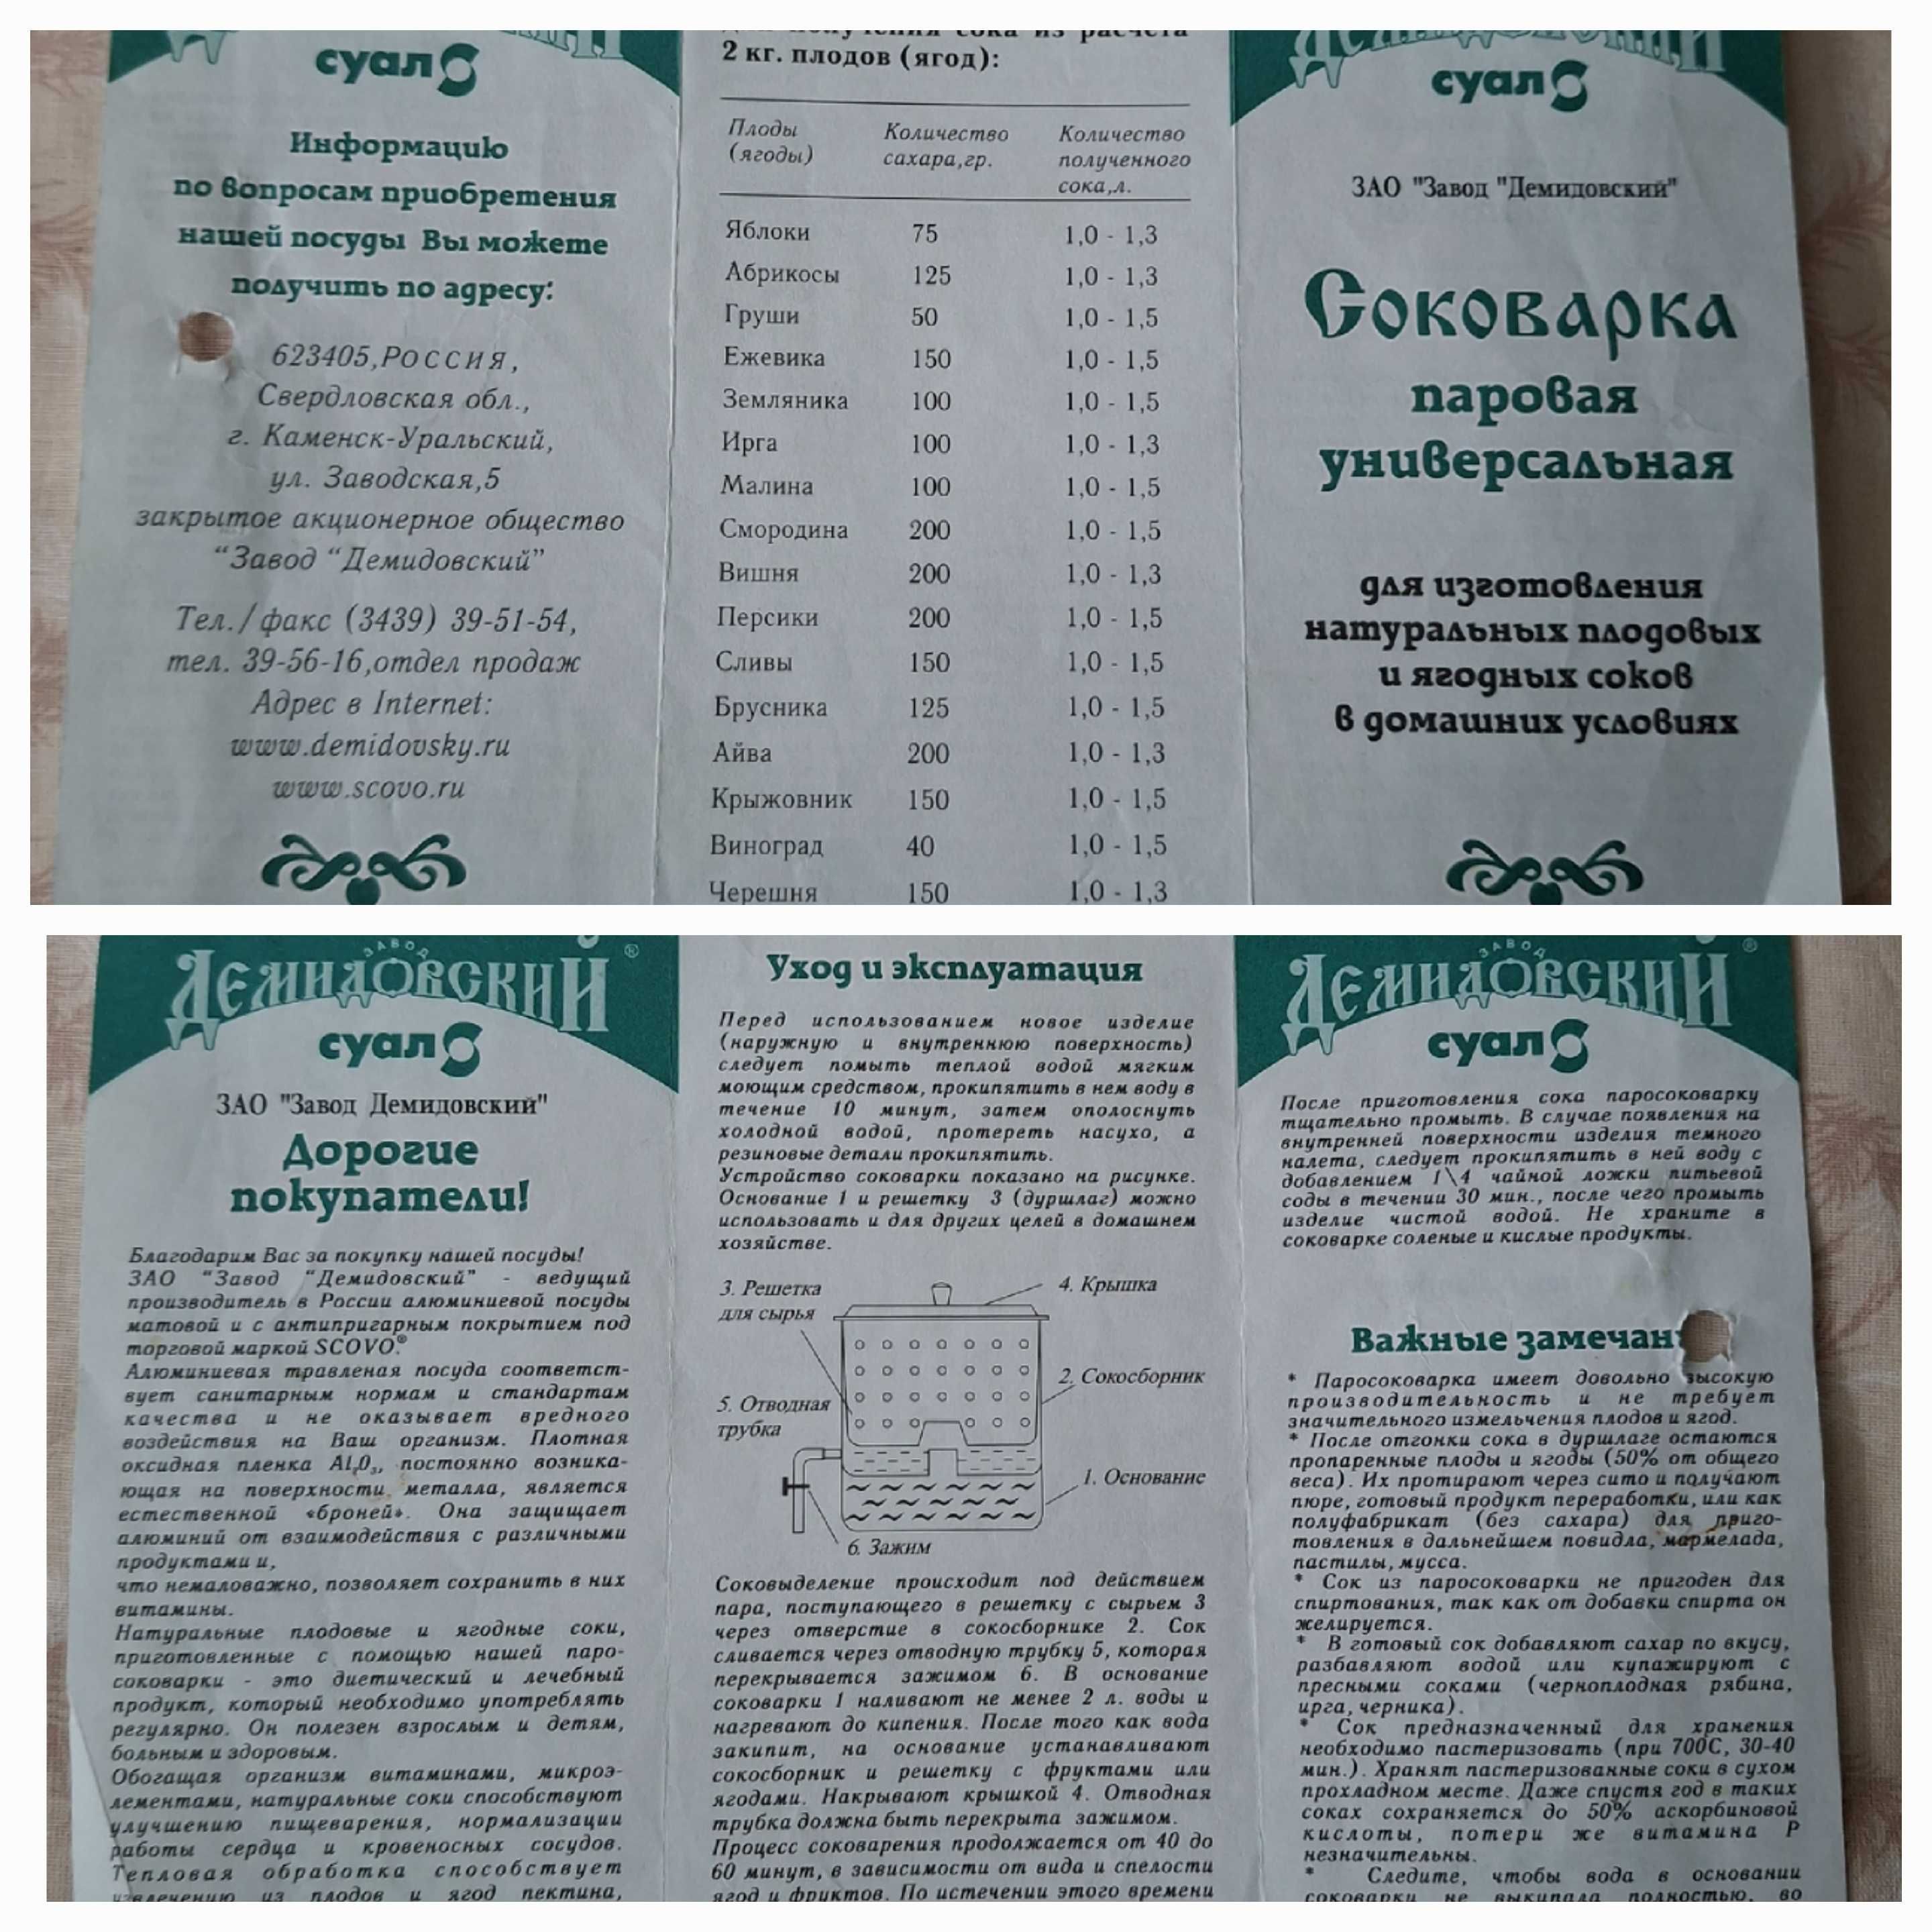 суал
Информацию
по вопросам приобретения
нашей посуды Вы можете
получить по адресу:
623405,РОССИЯ,
Свердловская обл.,
г. Каменск-Уральский,
ул. Заводская,5
закрытое акционерное общество
“Завод “Демидовский”
Тел./факс (3439) 39-51-54,
тел. 39-56-16,отдел продаж
Адрес в Internet:
www.demidovsky.ru
www.scovo.ru
получения сока из расчета
2 кг. плодов (ягод):
Плоды (ягоды) Количество сахара,гр. Количество полученного сока,л.
Яблоки 75 1,0 - 1,3
Абрикосы 125 1,0 - 1,3
Груши 50 1,0 - 1,5
Ежевика 150 1,0 - 1,5
Земляника 100 1,0 - 1,5
Ирга 100 1,0 - 1,3
Малина 100 1,0 - 1,5
Смородина 200 1,0 - 1,5
Вишня 200 1,0 - 1,3
Персики 200 1,0 - 1,5
Сливы 150 1,0 - 1,5
Брусника 125 1,0 - 1,5
Айва 200 1,0 - 1,3
Крыжовник 150 1,0 - 1,5
Виноград 40 1,0 - 1,5
Черешня 150 1,0 - 1,3
Демидовский
суал
ЗАО "Завод "Демидовский"
Соковарка
паровая
универсальная
для изготовления
натуральных плодовых
и ягодных соков
в домашних условиях
ЗАВОД
Демидовский ®
суал
ЗАО "Завод Демидовский"
Дорогие
покупатели!
Благодарим Вас за покупку нашей посуды!
ЗАО “Завод “Демидовский” - ведущий
производитель в России алюминиевой посуды
матовой и с антипригарным покрытием под
торговой маркой SCOVO®.
Алюминиевая травленая посуда соответст-
вует санитарным нормам и стандартам
качества и не оказывает вредного
воздействия на Ваш организм. Плотная
оксидная пленка Al₂O₃, постоянно возника-
ющая на поверхности металла, является
естественной «броней». Она защищает
алюминий от взаимодействия с различными
продуктами и,
что немаловажно, позволяет сохранить в них
витамины.
Натуральные плодовые и ягодные соки,
приготовленные с помощью нашей паро-
соковарки - это диетический и лечебный
продукт, который необходимо употреблять
регулярно. Он полезен взрослым и детям,
больным и здоровым.
Обогащая организм витаминами, микроэ-
лементами, натуральные соки способствуют
улучшению пищеварения, нормализации
работы сердца и кровеносных сосудов.
Тепловая обработка способствует
извлечению из плодов и ягод пектина,
Уход и эксплуатация
Перед использованием новое изделие
(наружную и внутреннюю поверхность)
следует помыть теплой водой мягким
моющим средством, прокипятить в нем воду в
течение 10 минут, затем ополоснуть
холодной водой, протереть насухо, а
резиновые детали прокипятить.
Устройство соковарки показано на рисунке.
Основание 1 и решетку 3 (дуршлаг) можно
использовать и для других целей в домашнем
хозяйстве.
3. Решетка
для сырья
4. Крышка
2. Сокосборник
5. Отводная
трубка
1. Основание
6. Зажим
Соковыделение происходит под действием
пара, поступающего в решетку с сырьем 3
через отверстие в сокосборнике 2. Сок
сливается через отводную трубку 5, которая
перекрывается зажимом 6. В основание
соковарки 1 наливают не менее 2 л. воды и
нагревают до кипения. После того как вода
закипит, на основание устанавливают
сокосборник и решетку с фруктами или
ягодами. Накрывают крышкой 4. Отводная
трубка должна быть перекрыта зажимом.
Процесс соковарения продолжается от 40 до
60 минут, в зависимости от вида и спелости
ягод и фруктов. По истечении этого времени
ЗАВОД
Демидовский ®
суал
После приготовления сока паросоковарку
тщательно промыть. В случае появления на
внутренней поверхности изделия темного
налета, следует прокипятить в ней воду с
добавлением 1\4 чайной ложки питьевой
соды в течении 30 мин., после чего промыть
изделие чистой водой. Не храните в
соковарке соленые и кислые продукты.
Важные замечан
* Паросоковарка имеет довольно высокую
производительность и не требует
значительного измельчения плодов и ягод.
* После отгонки сока в дуршлаге остаются
пропаренные плоды и ягоды (50% от общего
веса). Их протирают через сито и получают
пюре, готовый продукт переработки, или как
полуфабрикат (без сахара) для приго-
товления в дальнейшем повидла, мармелада,
пастилы, мусса.
* Сок из паросоковарки не пригоден для
спиртования, так как от добавки спирта он
желируется.
* В готовый сок добавляют сахар по вкусу,
разбавляют водой или купажируют с
пресными соками (черноплодная рябина,
ирга, черника).
* Сок предназначенный для хранения
необходимо пастеризовать (при 700С, 30-40
мин.). Хранят пастеризованные соки в сухом
прохладном месте. Даже спустя год в таких
соках сохраняется до 50% аскорбиновой
кислоты, потери же витамина Р
незначительны.
* Следите, чтобы вода в основании
соковарки не выкипала полностью, во